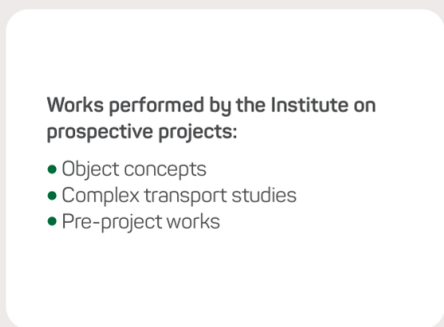 Works performed by the Institute on
prospective projects:
• Object concepts
• Complex transport studies
• Pre-project works